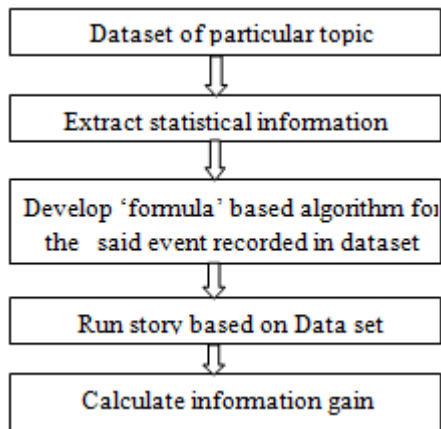 Dataset of particular topic
Extract statistical information
Develop ‘formula’ based algorithm for
the said event recorded in dataset
Run story based on Data set
Calculate information gain